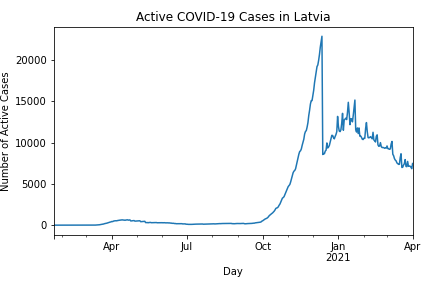 Active COVID-19 Cases in Latvia
Number of Active Cases
20000
15000
10000
5000
0
Apr
Jul
Oct
Jan
2021
Apr
Day